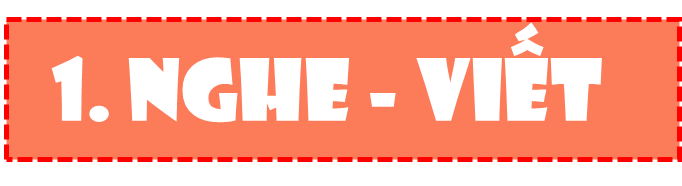 1. NGHE - VIẾT